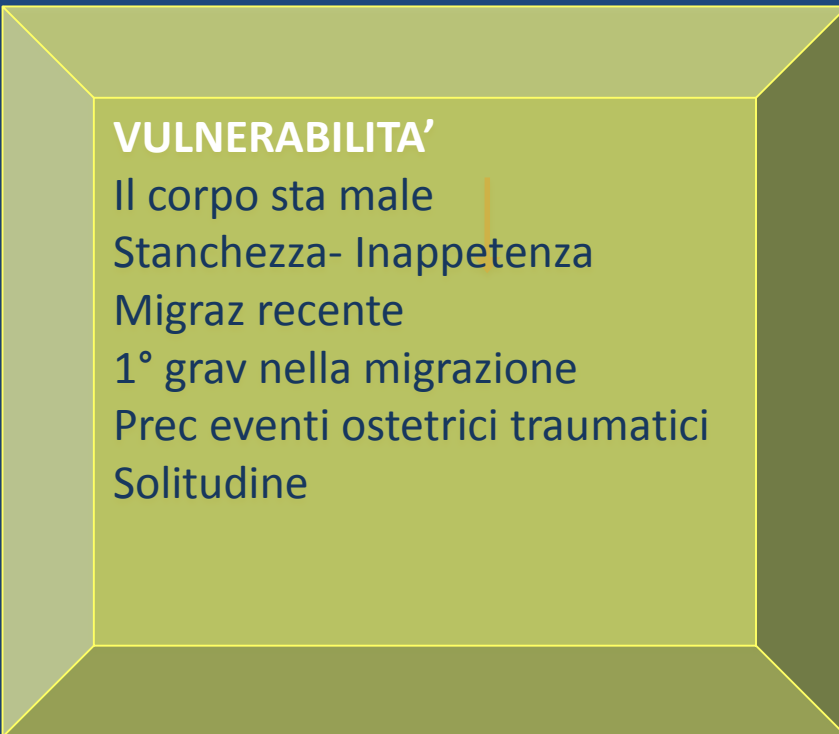 VULNERABILITA’
Il corpo sta male
Stanchezza- Inappetenza
Migraz recente
1° grav nella migrazione
Prec eventi ostetrici traumatici
Solitudine